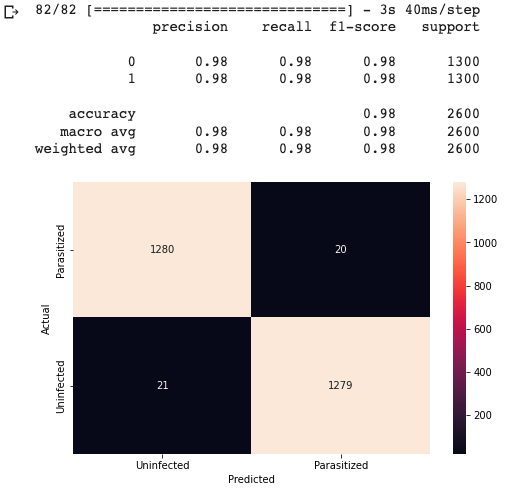 82/82 [==============================] - 3s 40ms/step
precision recall f1-score support
0 0.98 0.98 0.98 1300
1 0.98 0.98 0.98 1300
accuracy 0.98 2600
macro avg 0.98 0.98 0.98 2600
weighted avg 0.98 0.98 0.98 2600
Actual
Parasitized
Uninfected
1280 20
21 1279
Uninfected Parasitized
Predicted
1200
1000
800
600
400
200